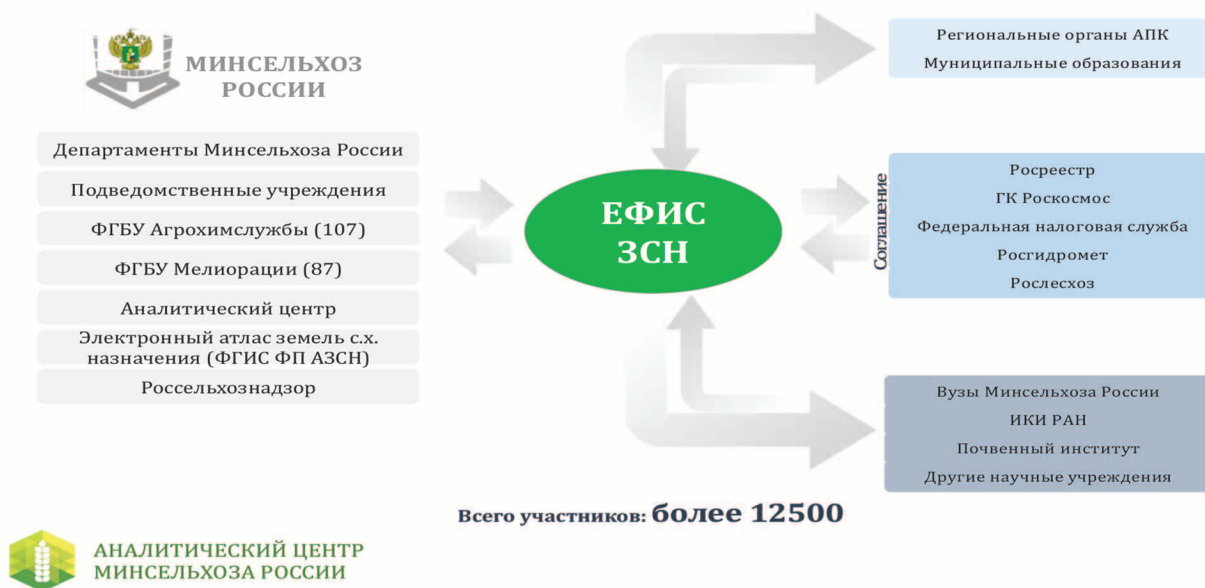 МИНСЕЛЬХОЗ
РОССИИ
Департаменты Минсельхоза России
Подведомственные учреждения
ФГБУ Агрохимслужбы (107)
ФГБУ Мелиорации (87)
Аналитический центр
Электронный атлас земель с.х.
назначения (ФГИС ФП АЗСН)
Россельхознадзор
ЕФИС
ЗСН
Региональные органы АПК
Муниципальные образования
Соглашение
Росреестр
ГК Роскосмос
Федеральная налоговая служба
Росгидромет
Рослесхоз
Вузы Минсельхоза России
ИКИ РАН
Почвенный институт
Другие научные учреждения
Всего участников: более 12500
АНАЛИТИЧЕСКИЙ ЦЕНТР
МИНСЕЛЬХОЗА РОССИИ